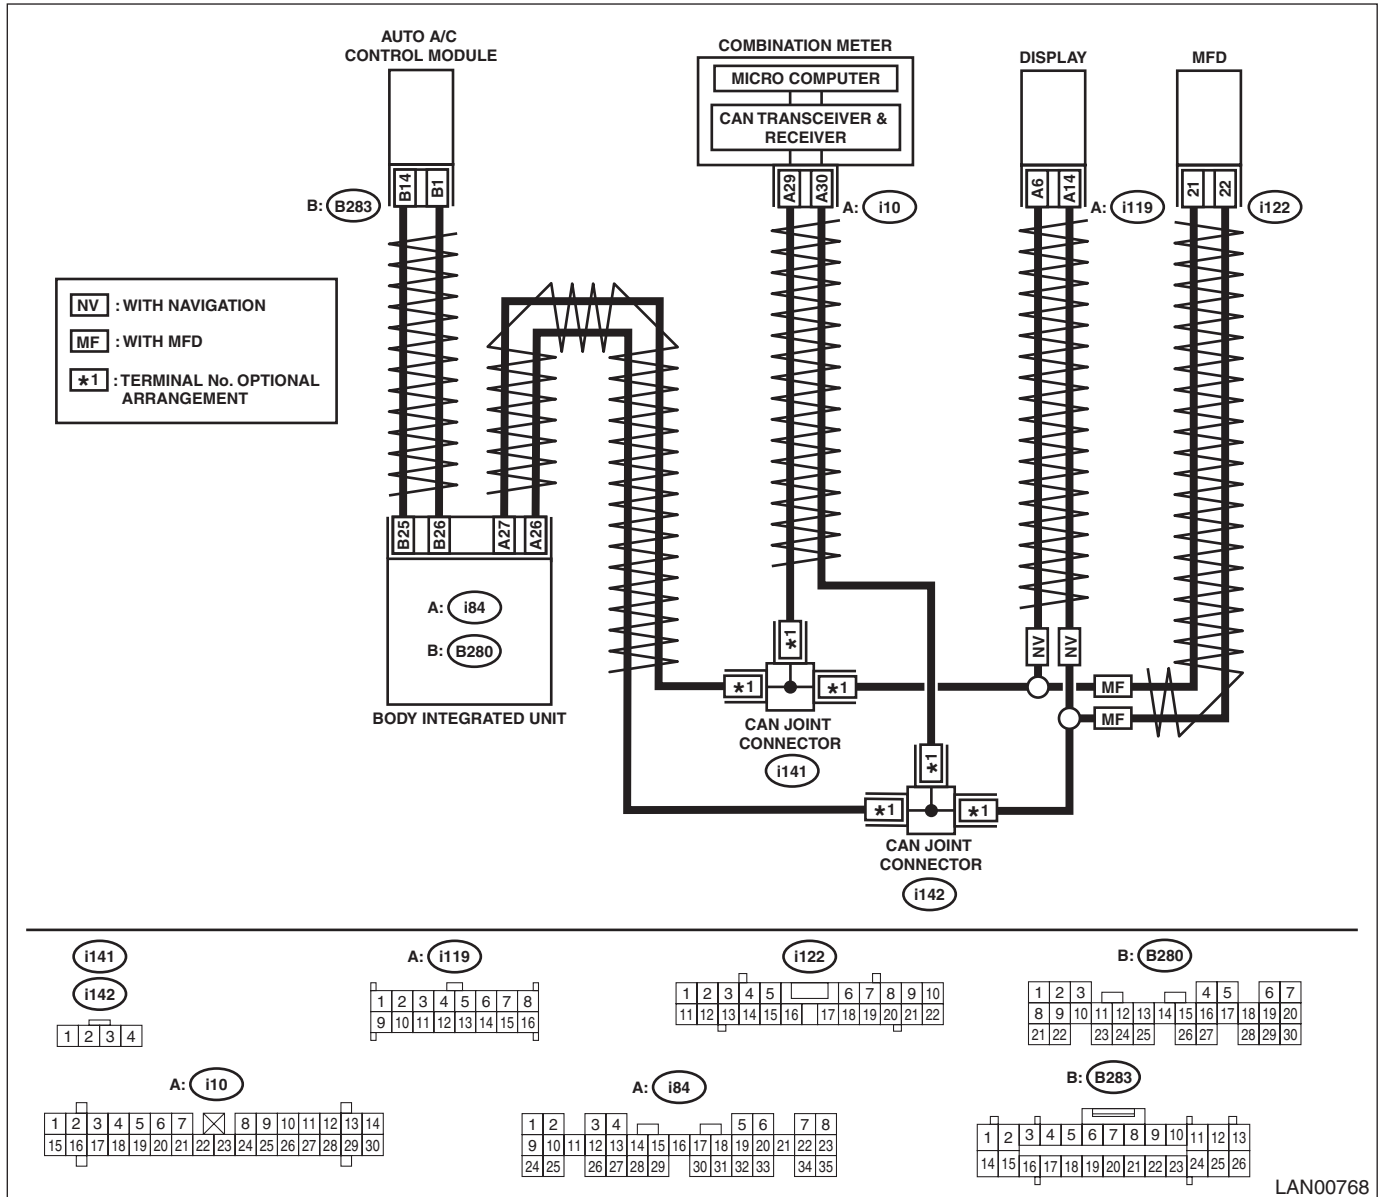 AUTO A/C
CONTROL MODULE
COMBINATION METER
MICRO COMPUTER
CAN TRANSCEIVER &
RECEIVER
DISPLAY
MFD
B14 B1
B: B283
A29 A30
A: i10
A6 A14
A: i119
21 22
i122
NV : WITH NAVIGATION
MF : WITH MFD
*1 : TERMINAL No. OPTIONAL
ARRANGEMENT
B25 B26 A27 A26
A: i84
B: B280
BODY INTEGRATED UNIT
*1
*1 *1
CAN JOINT
CONNECTOR
i141
NV NV
MF
MF
*1
*1 *1
CAN JOINT
CONNECTOR
i142
i141
i142
1 2 3 4
A: i119
1 2 3 4 5 6 7 8
9 10 11 12 13 14 15 16
i122
1 2 3 4 5 6 7 8 9 10
11 12 13 14 15 16 17 18 19 20 21 22
B: B280
1 2 3 4 5 6 7
8 9 10 11 12 13 14 15 16 17 18 19 20
21 22 23 24 25 26 27 28 29 30
A: i10
1 2 3 4 5 6 7 8 9 10 11 12 13 14
15 16 17 18 19 20 21 22 23 24 25 26 27 28 29 30
A: i84
1 2 3 4 5 6 7 8
9 10 11 12 13 14 15 16 17 18 19 20 21 22 23
24 25 26 27 28 29 30 31 32 33 34 35
B: B283
1 2 3 4 5 6 7 8 9 10 11 12 13
14 15 16 17 18 19 20 21 22 23 24 25 26
LAN00768